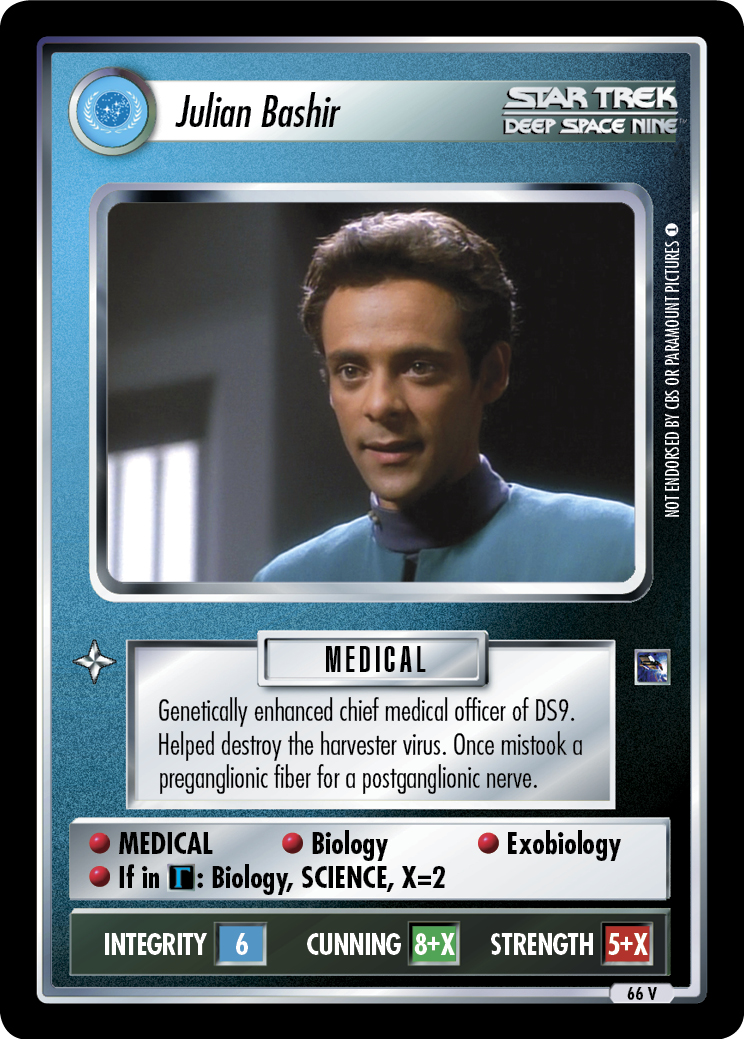 Julian Bashir
STAR TREK
DEEP SPACE NINE™
NOT ENDORSED BY CBS OR PARAMOUNT PICTURES 1
MEDICAL
Genetically enhanced chief medical officer of DS9.
Helped destroy the harvester virus. Once mistook a
preganglionic fiber for a postganglionic nerve.
MEDICAL Biology Exobiology
If in Γ: Biology, SCIENCE, X=2
INTEGRITY 6 CUNNING 8+X STRENGTH 5+X
66 V